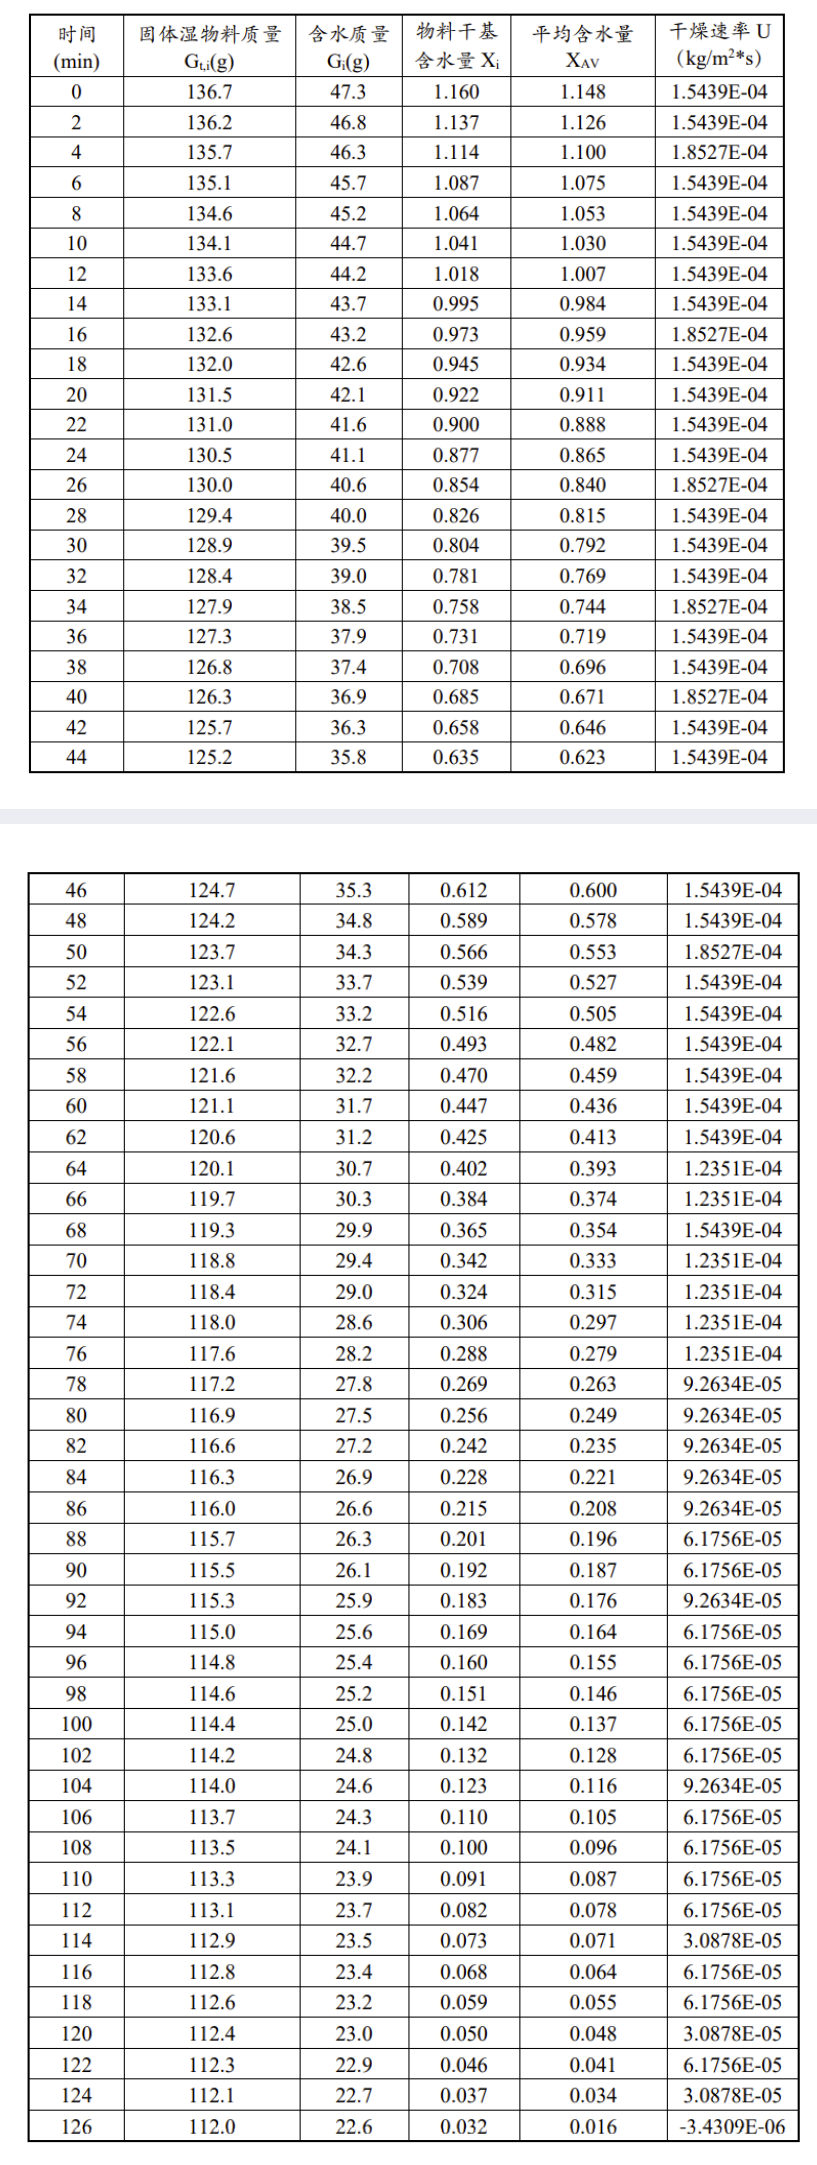 时间 (min) 固体湿物料质量 Gt,i(g) 含水质量 Gi(g) 物料干基含水量 Xi 平均含水量 XAV 干燥速率 U (kg/m²*s)
0 136.7 47.3 1.160 1.148 1.5439E-04
2 136.2 46.8 1.137 1.126 1.5439E-04
4 135.7 46.3 1.114 1.100 1.8527E-04
6 135.1 45.7 1.087 1.075 1.5439E-04
8 134.6 45.2 1.064 1.053 1.5439E-04
10 134.1 44.7 1.041 1.030 1.5439E-04
12 133.6 44.2 1.018 1.007 1.5439E-04
14 133.1 43.7 0.995 0.984 1.5439E-04
16 132.6 43.2 0.973 0.959 1.8527E-04
18 132.0 42.6 0.945 0.934 1.5439E-04
20 131.5 42.1 0.922 0.911 1.5439E-04
22 131.0 41.6 0.900 0.888 1.5439E-04
24 130.5 41.1 0.877 0.865 1.5439E-04
26 130.0 40.6 0.854 0.840 1.8527E-04
28 129.4 40.0 0.826 0.815 1.5439E-04
30 128.9 39.5 0.804 0.792 1.5439E-04
32 128.4 39.0 0.781 0.769 1.5439E-04
34 127.9 38.5 0.758 0.744 1.8527E-04
36 127.3 37.9 0.731 0.719 1.5439E-04
38 126.8 37.4 0.708 0.696 1.5439E-04
40 126.3 36.9 0.685 0.671 1.8527E-04
42 125.7 36.3 0.658 0.646 1.5439E-04
44 125.2 35.8 0.635 0.623 1.5439E-04
46 124.7 35.3 0.612 0.600 1.5439E-04
48 124.2 34.8 0.589 0.578 1.5439E-04
50 123.7 34.3 0.566 0.553 1.8527E-04
52 123.1 33.7 0.539 0.527 1.5439E-04
54 122.6 33.2 0.516 0.505 1.5439E-04
56 122.1 32.7 0.493 0.482 1.5439E-04
58 121.6 32.2 0.470 0.459 1.5439E-04
60 121.1 31.7 0.447 0.436 1.5439E-04
62 120.6 31.2 0.425 0.413 1.5439E-04
64 120.1 30.7 0.402 0.393 1.2351E-04
66 119.7 30.3 0.384 0.374 1.2351E-04
68 119.3 29.9 0.365 0.354 1.5439E-04
70 118.8 29.4 0.342 0.333 1.2351E-04
72 118.4 29.0 0.324 0.315 1.2351E-04
74 118.0 28.6 0.306 0.297 1.2351E-04
76 117.6 28.2 0.288 0.279 1.2351E-04
78 117.2 27.8 0.269 0.263 9.2634E-05
80 116.9 27.5 0.256 0.249 9.2634E-05
82 116.6 27.2 0.242 0.235 9.2634E-05
84 116.3 26.9 0.228 0.221 9.2634E-05
86 116.0 26.6 0.215 0.208 9.2634E-05
88 115.7 26.3 0.201 0.196 6.1756E-05
90 115.5 26.1 0.192 0.187 6.1756E-05
92 115.3 25.9 0.183 0.176 9.2634E-05
94 115.0 25.6 0.169 0.164 6.1756E-05
96 114.8 25.4 0.160 0.155 6.1756E-05
98 114.6 25.2 0.151 0.146 6.1756E-05
100 114.4 25.0 0.142 0.137 6.1756E-05
102 114.2 24.8 0.132 0.128 6.1756E-05
104 114.0 24.6 0.123 0.116 9.2634E-05
106 113.7 24.3 0.110 0.105 6.1756E-05
108 113.5 24.1 0.100 0.096 6.1756E-05
110 113.3 23.9 0.091 0.087 6.1756E-05
112 113.1 23.7 0.082 0.078 6.1756E-05
114 112.9 23.5 0.073 0.071 3.0878E-05
116 112.8 23.4 0.068 0.064 6.1756E-05
118 112.6 23.2 0.059 0.055 6.1756E-05
120 112.4 23.0 0.050 0.048 3.0878E-05
122 112.3 22.9 0.046 0.041 6.1756E-05
124 112.1 22.7 0.037 0.034 3.0878E-05
126 112.0 22.6 0.032 0.016 -3.4309E-06